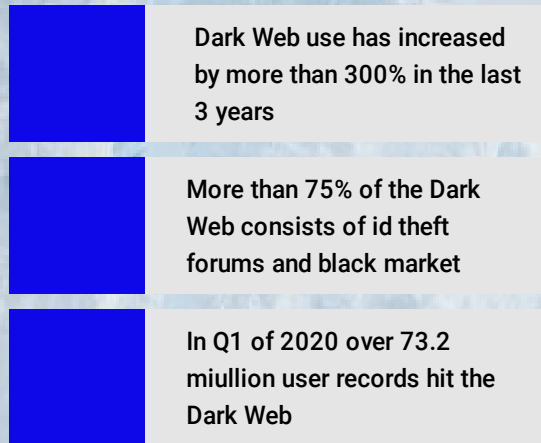 Dark Web use has increased
by more than 300% in the last
3 years
More than 75% of the Dark
Web consists of id theft
forums and black market
In Q1 of 2020 over 73.2
miullion user records hit the
Dark Web